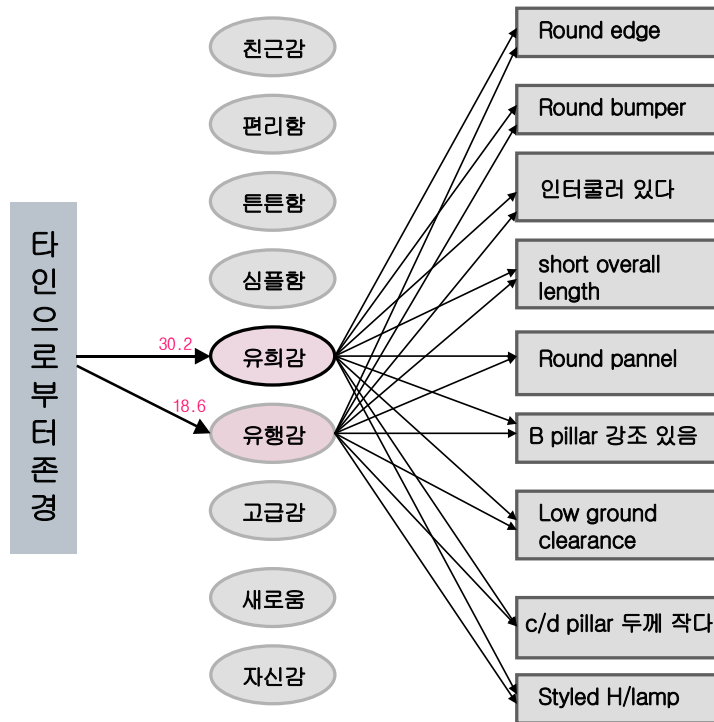 타인으로부터존경
30.2
18.6
친근감
편리함
튼튼함
심플함
유희감
유행감
고급감
새로움
자신감
Round edge
Round bumper
인터쿨러 있다
short overall
length
Round pannel
B pillar 강조 있음
Low ground
clearance
c/d pillar 두께 작다
Styled H/lamp